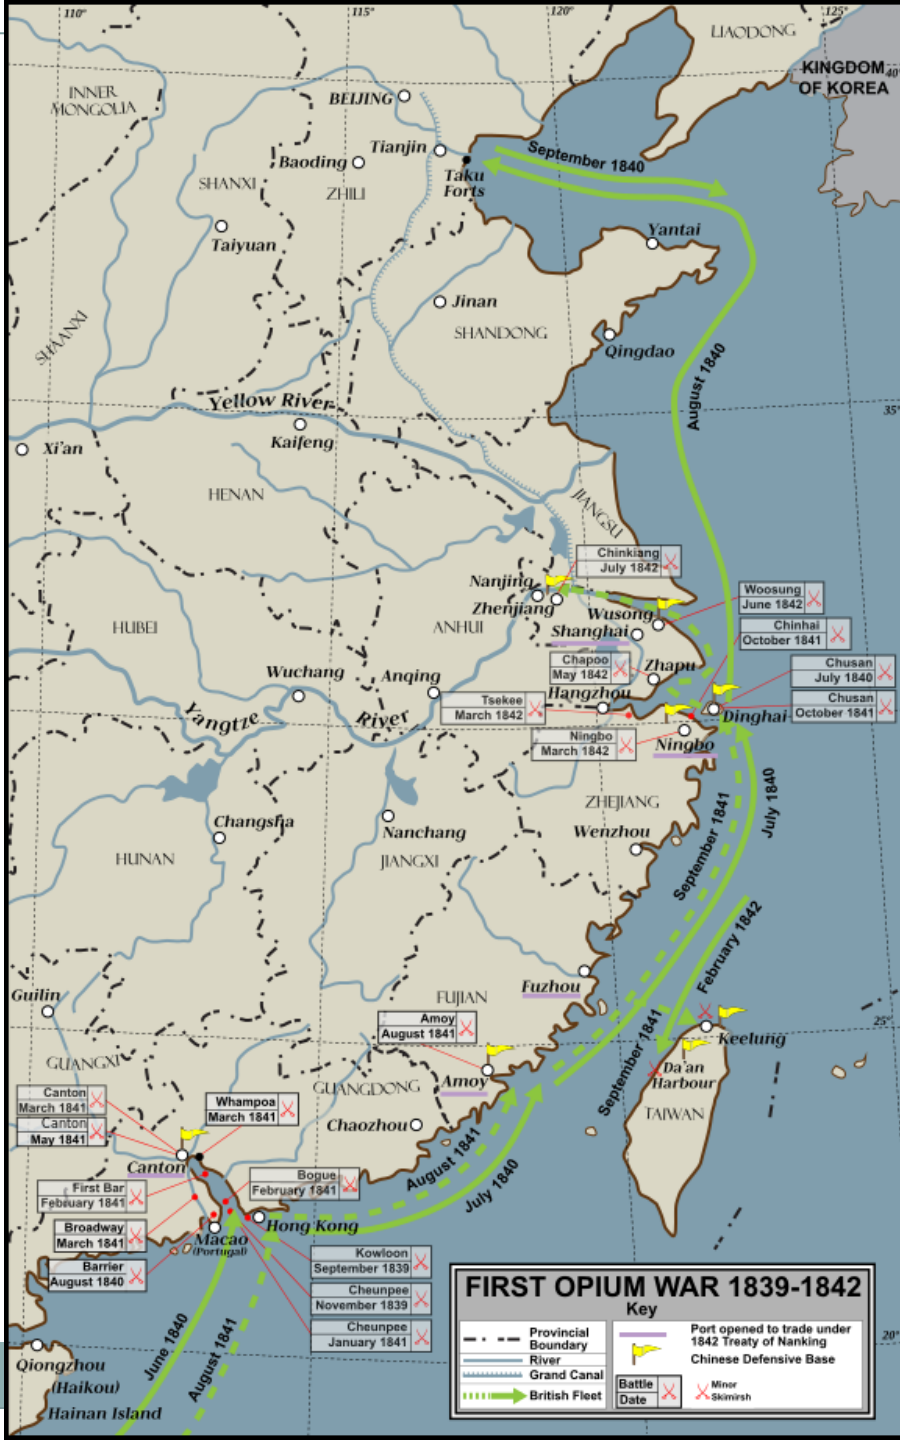 110°
115°
120°
125°
LIAODONG
KINGDOM
OF KOREA
40°
INNER
MONGOLIA
BEIJING
Tianjin
Baoding
ZHILI
SHANXI
Taiyuan
Taku
Forts
September 1840
Yantai
Jinan
SHANDONG
SHAANXI
Qingdao
August 1840
35°
Yellow River
Kaifeng
Xi'an
HENAN
JIANGSU
Chinkiang
July 1842
Nanjing
Zhenjiang
Wusong
Shanghai
Woosung
June 1842
Chinhai
October 1841
HUBEI
ANHUI
Chapoo
May 1842
Zhapu
Chusan
July 1840
Wuchang
Anqing
Hangzhou
Tsekee
March 1842
Chusan
October 1841
Dinghai
Yangtze
River
Ningbo
March 1842
Ningbo
ZHEJIANG
September 1841
July 1840
Changsha
Nanchang
Wenzhou
HUNAN
JIANGXI
February 1842
Fuzhou
Guilin
FUJIAN
Amoy
August 1841
25°
Keelung
September 1841
Da'an
Harbour
TAIWAN
GUANGXI
GUANGDONG
Amoy
Canton
March 1841
Whampoa
March 1841
Canton
May 1841
Chaozhou
August 1841
July 1840
Canton
First Bar
February 1841
Bogue
February 1841
Broadway
March 1841
Macao
(Portugal)
Hong Kong
Barrier
August 1840
Kowloon
September 1839
Cheunpee
November 1839
Cheunpee
January 1841
June 1840
August 1841
20°
Qiongzhou
(Haikou)
Hainan Island
FIRST OPIUM WAR 1839-1842
Key
Provincial
Boundary
River
Grand Canal
British Fleet
Port opened to trade under
1842 Treaty of Nanking
Chinese Defensive Base
Battle
Date
Minor
Skimirsh